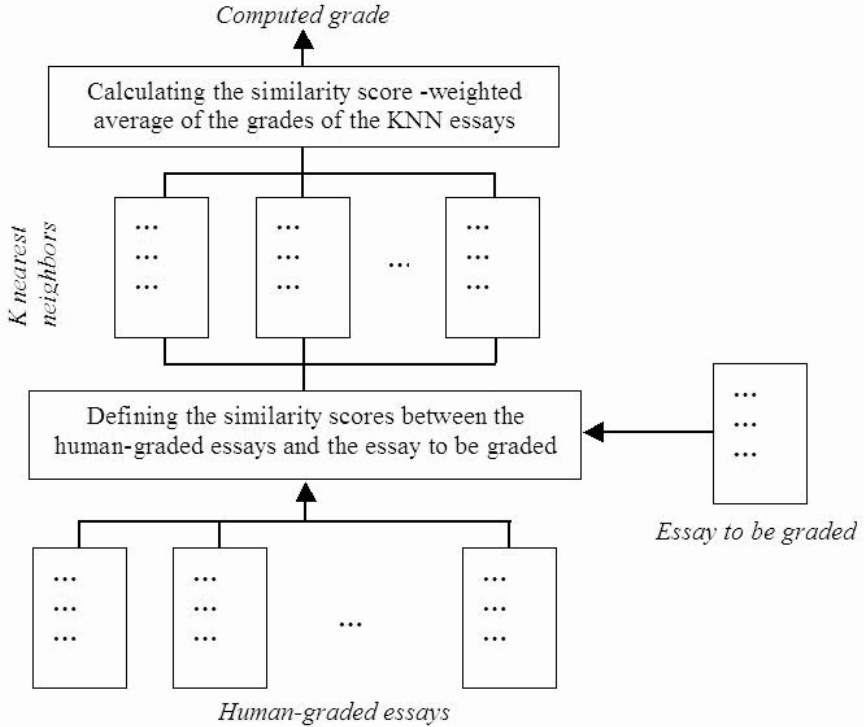 Computed grade
Calculating the similarity score -weighted
average of the grades of the KNN essays
K nearest
neighbors
...
...
...
...
...
...
...
...
...
...
Defining the similarity scores between the
human-graded essays and the essay to be graded
...
...
...
Essay to be graded
...
...
...
...
...
...
...
...
...
...
Human-graded essays